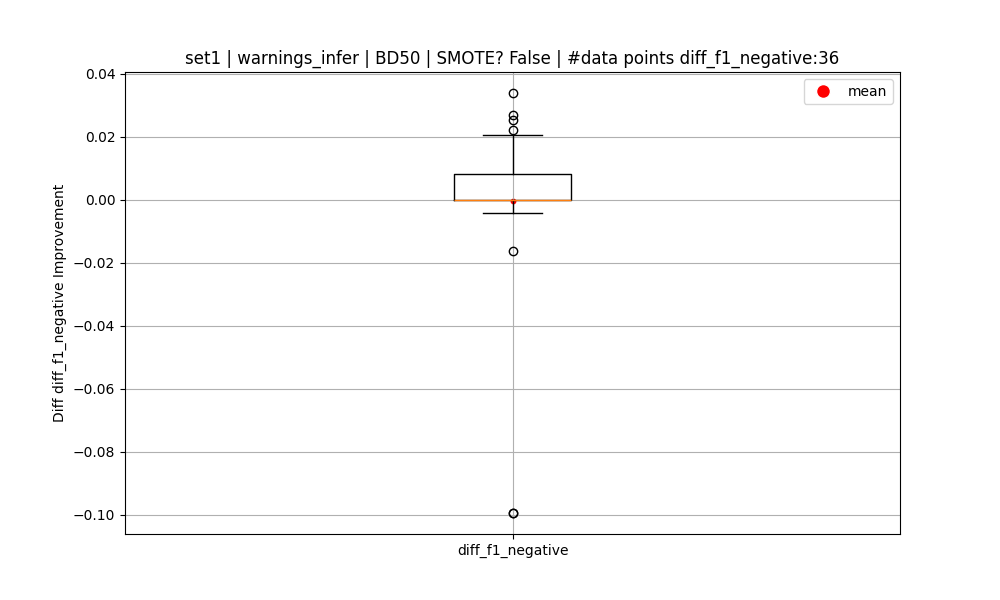 set1 | warnings_infer | BD50 | SMOTE? False | #data points diff_f1_negative:36
mean
0.04
0.02
0.00
−0.02
−0.04
−0.06
−0.08
−0.10
Diff diff_f1_negative Improvement
diff_f1_negative